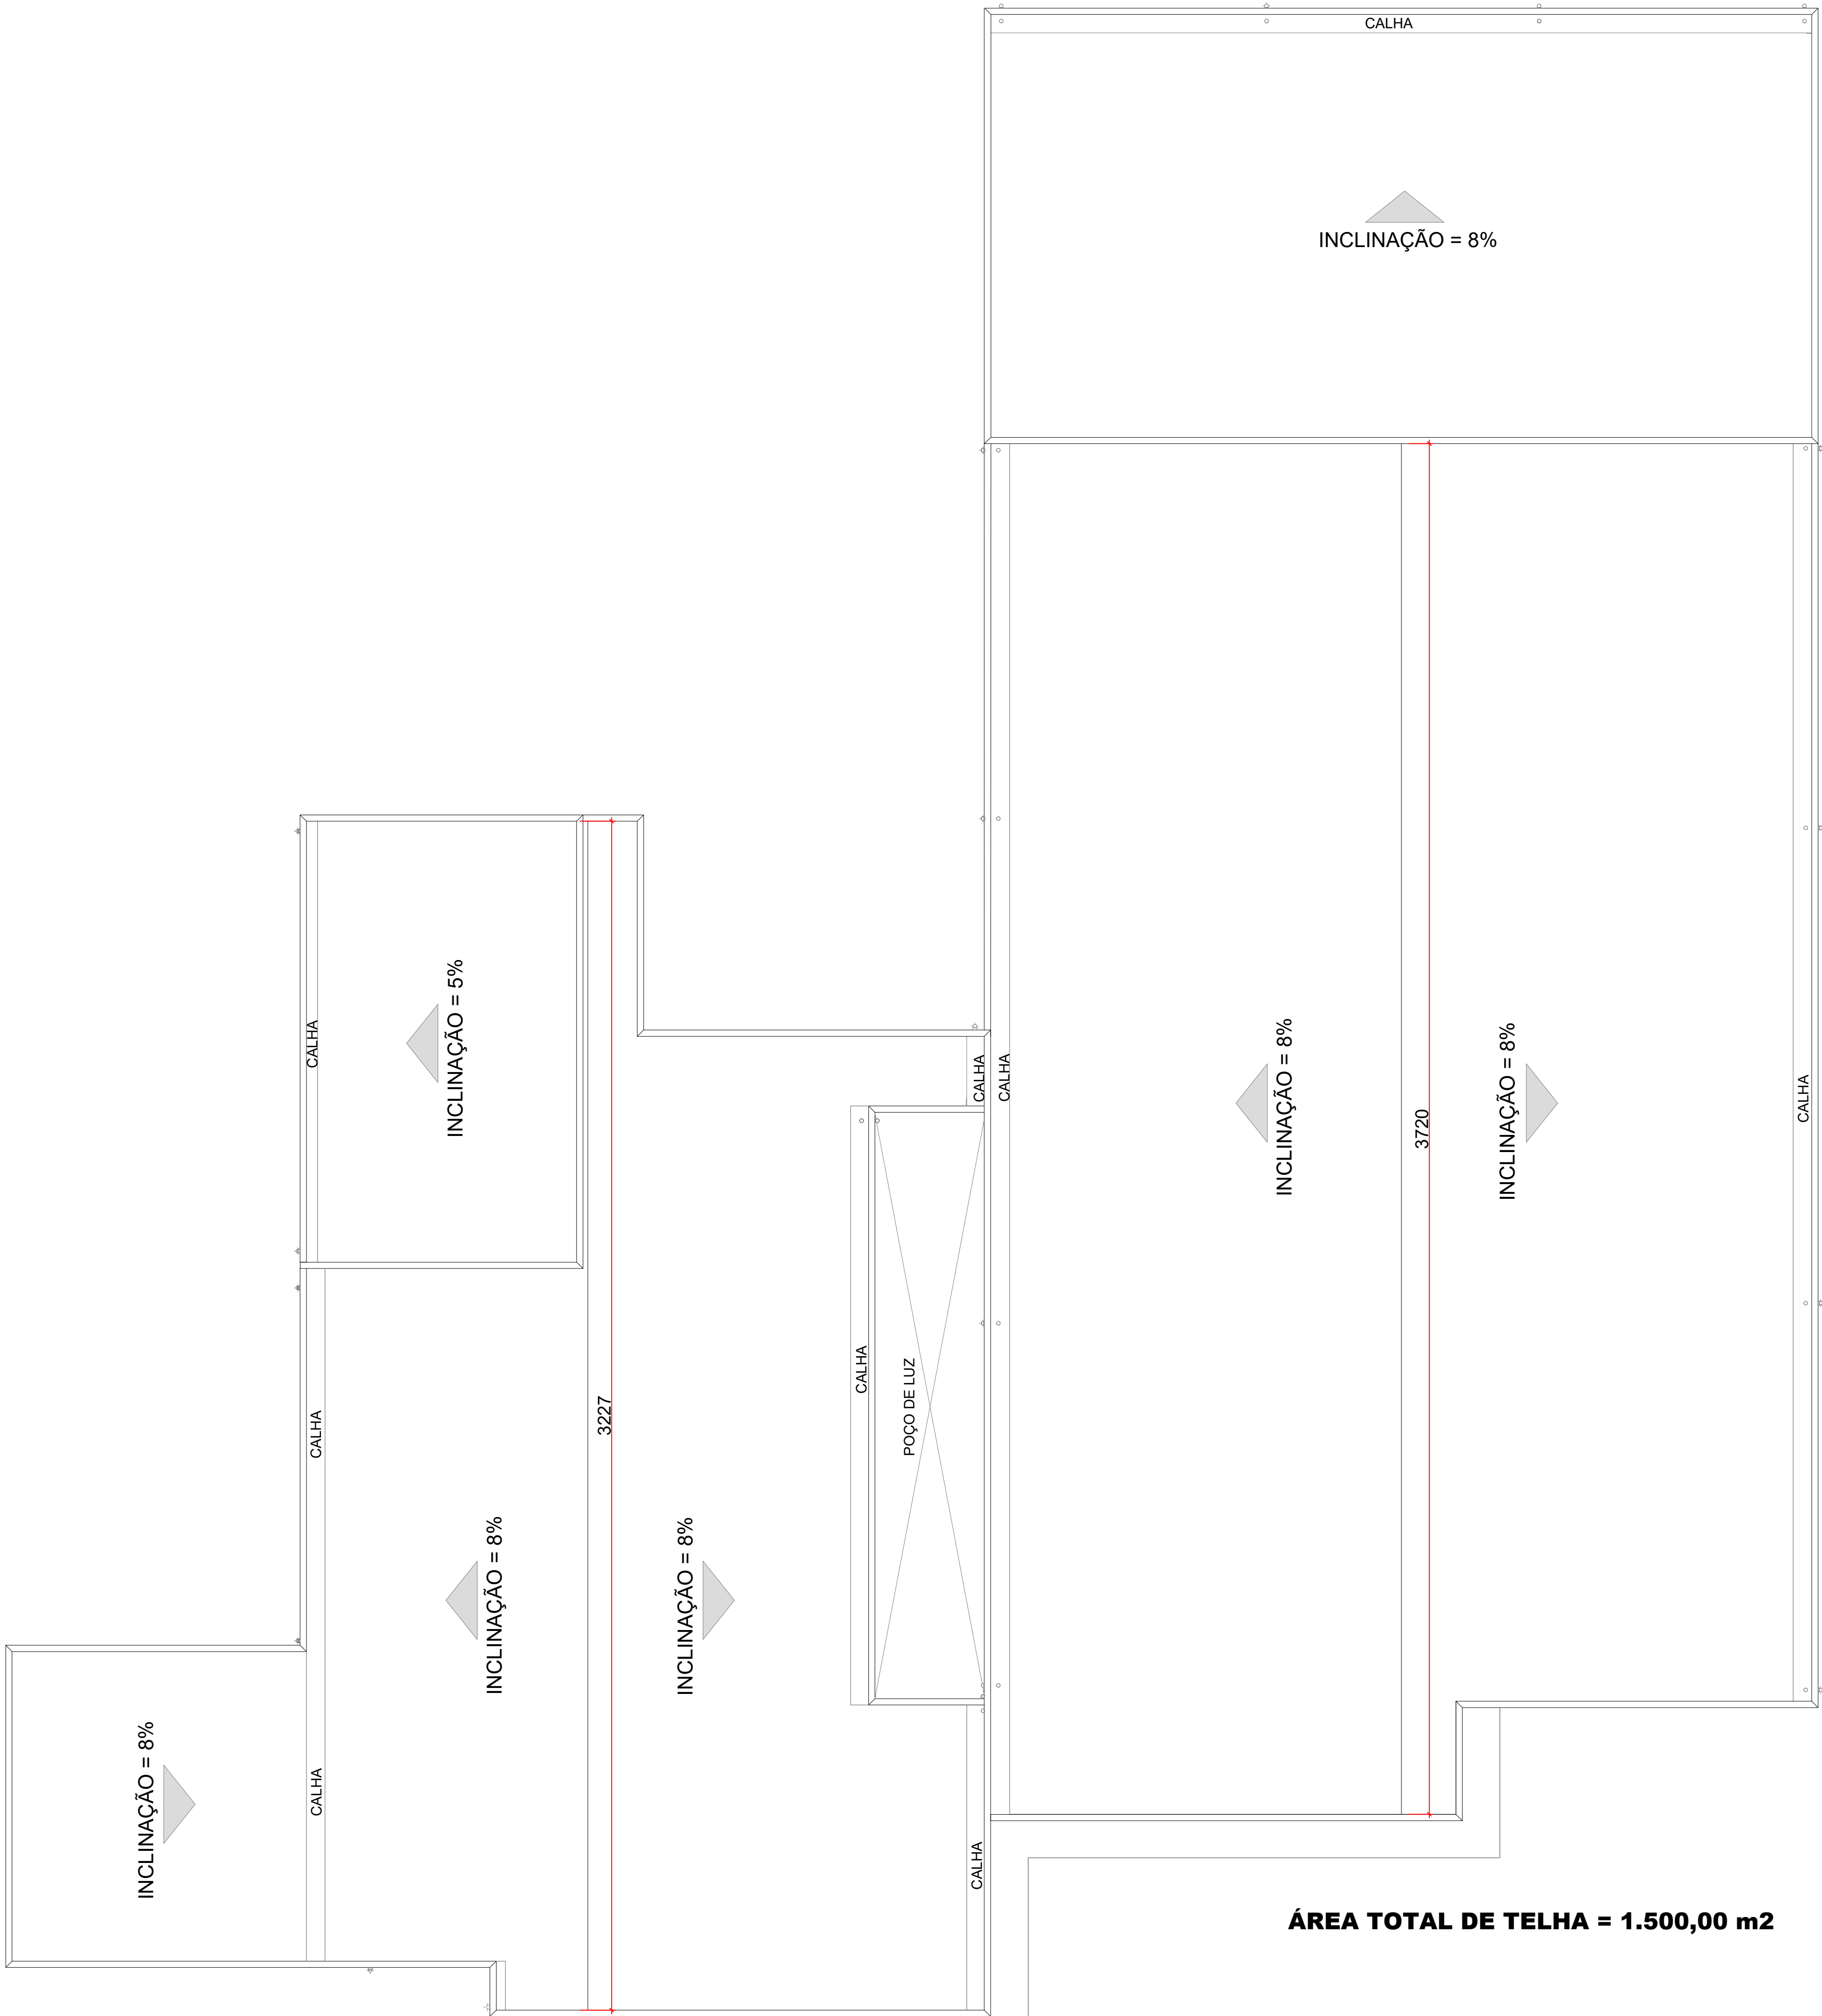 CALHA
INCLINAÇÃO = 8%
INCLINAÇÃO = 5%
CALHA
CALHA
CALHA
INCLINAÇÃO = 8%
3720
INCLINAÇÃO = 8%
CALHA
CALHA
3227
CALHA
POÇO DE LUZ
INCLINAÇÃO = 8%
INCLINAÇÃO = 8%
INCLINAÇÃO = 8%
CALHA
CALHA
ÁREA TOTAL DE TELHA = 1.500,00 m2